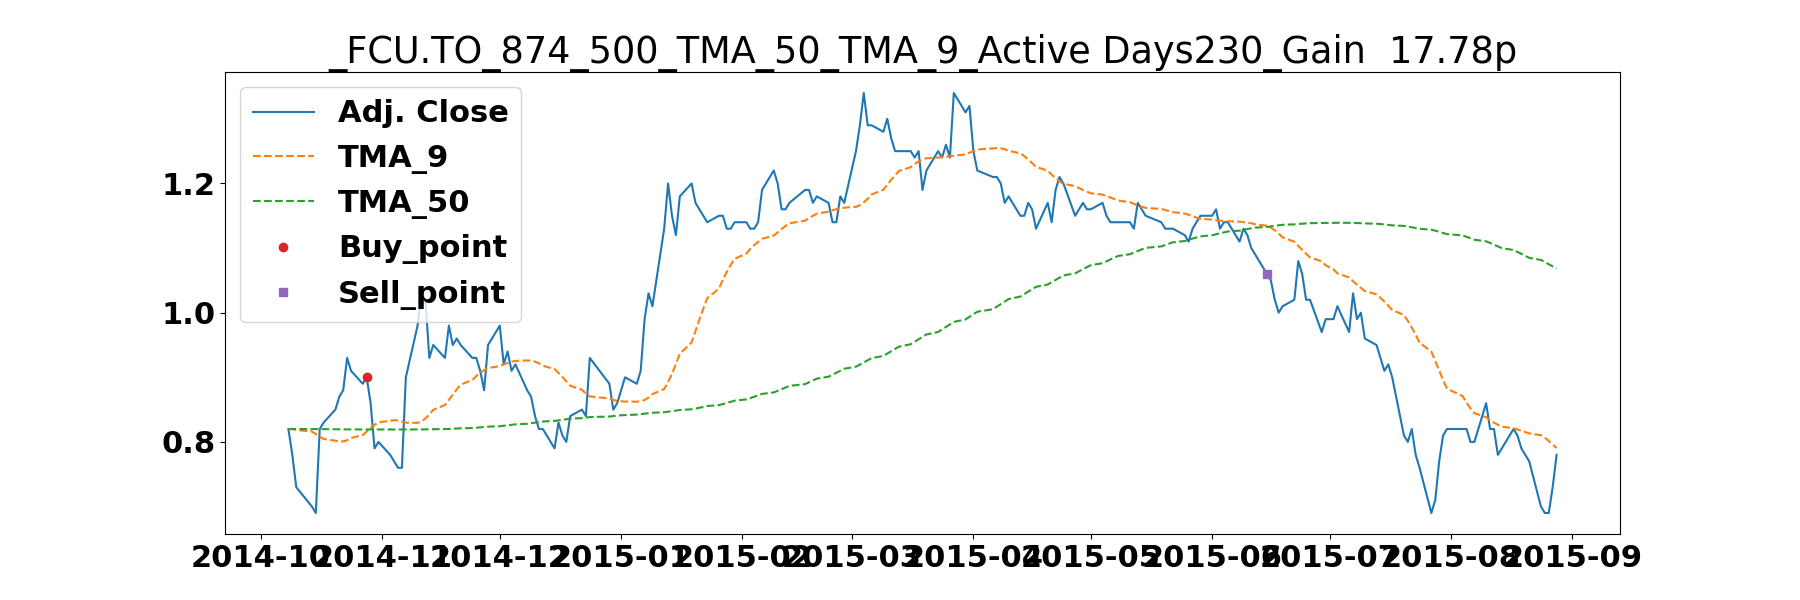 _FCU.TO_874_500_TMA_50_TMA_9_Active Days230_Gain  17.78p
Adj. Close
TMA_9
TMA_50
Buy_point
Sell_point
1.2
1.0
0.8
2014-10 2014-11 2014-12 2015-01 2015-02 2015-03 2015-04 2015-05 2015-06 2015-07 2015-08 2015-09